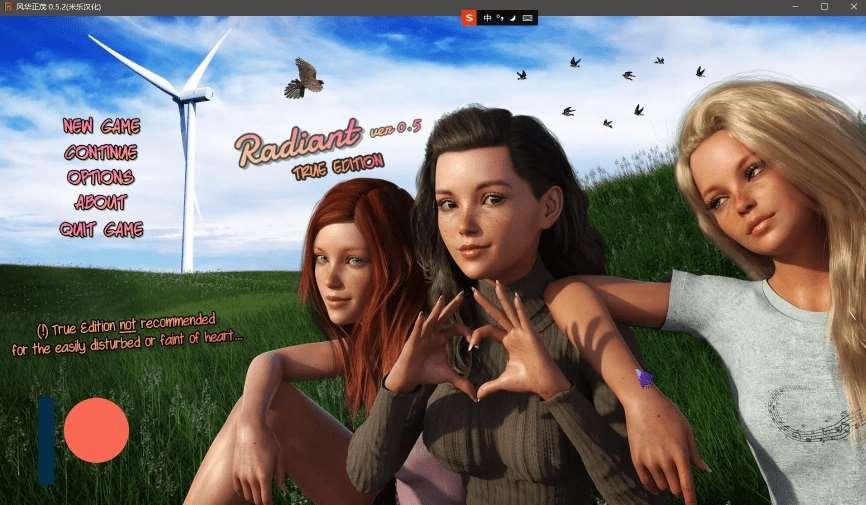 风华正茂 0.5.2(米乐汉化)
S 中
NEW GAME
CONTINUE
OPTIONS
ABOUT
QUIT GAME
Radiant ver 0.5
TRUE EDITION
(!) True Edition not recommended
for the easily disturbed or faint of heart...